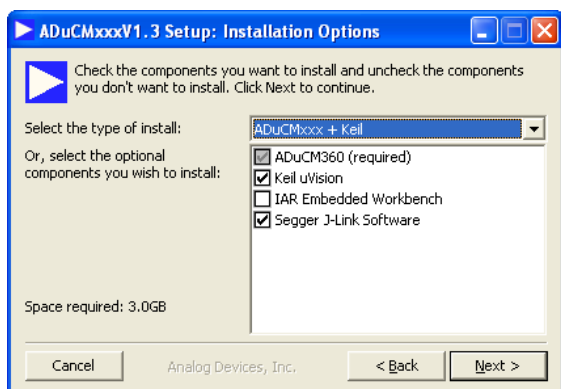 ADuCMxxxV1.3 Setup: Installation Options
Check the components you want to install and uncheck the components
you don't want to install. Click Next to continue.
Select the type of install:
ADuCMxxx + Keil
Or, select the optional
components you wish to install:
ADuCM360 (required)
Keil uVision
IAR Embedded Workbench
Segger J-Link Software
Space required: 3.0GB
Cancel
Analog Devices, Inc.
< Back
Next >